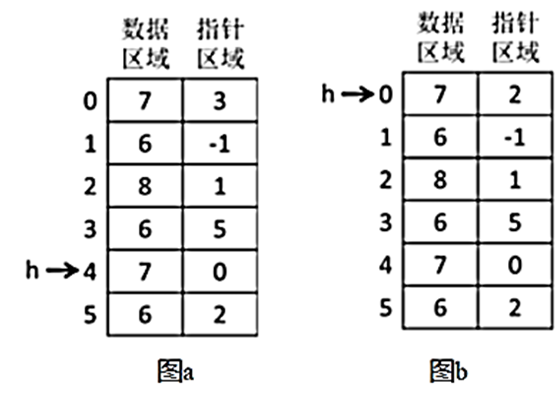 数据 指针
区域 区域
0 7 3
1 6 -1
2 8 1
3 6 5
h→4 7 0
5 6 2
图a
数据 指针
区域 区域
h→0 7 2
1 6 -1
2 8 1
3 6 5
4 7 0
5 6 2
图b